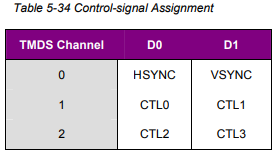 Table 5-34 Control-signal Assignment
TMDS Channel D0 D1
0 HSYNC VSYNC
1 CTL0 CTL1
2 CTL2 CTL3